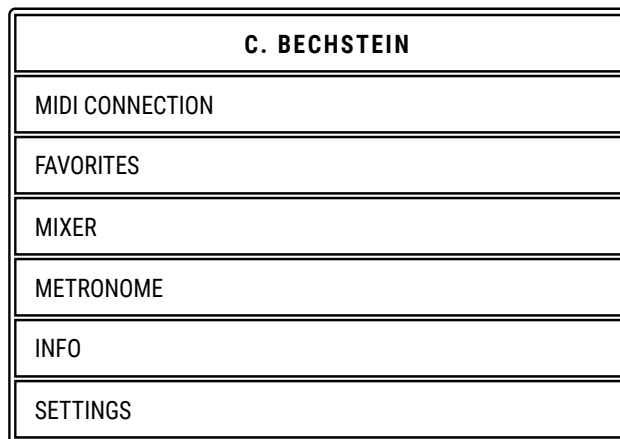 C. BECHSTEIN
MIDI CONNECTION
FAVORITES
MIXER
METRONOME
INFO
SETTINGS